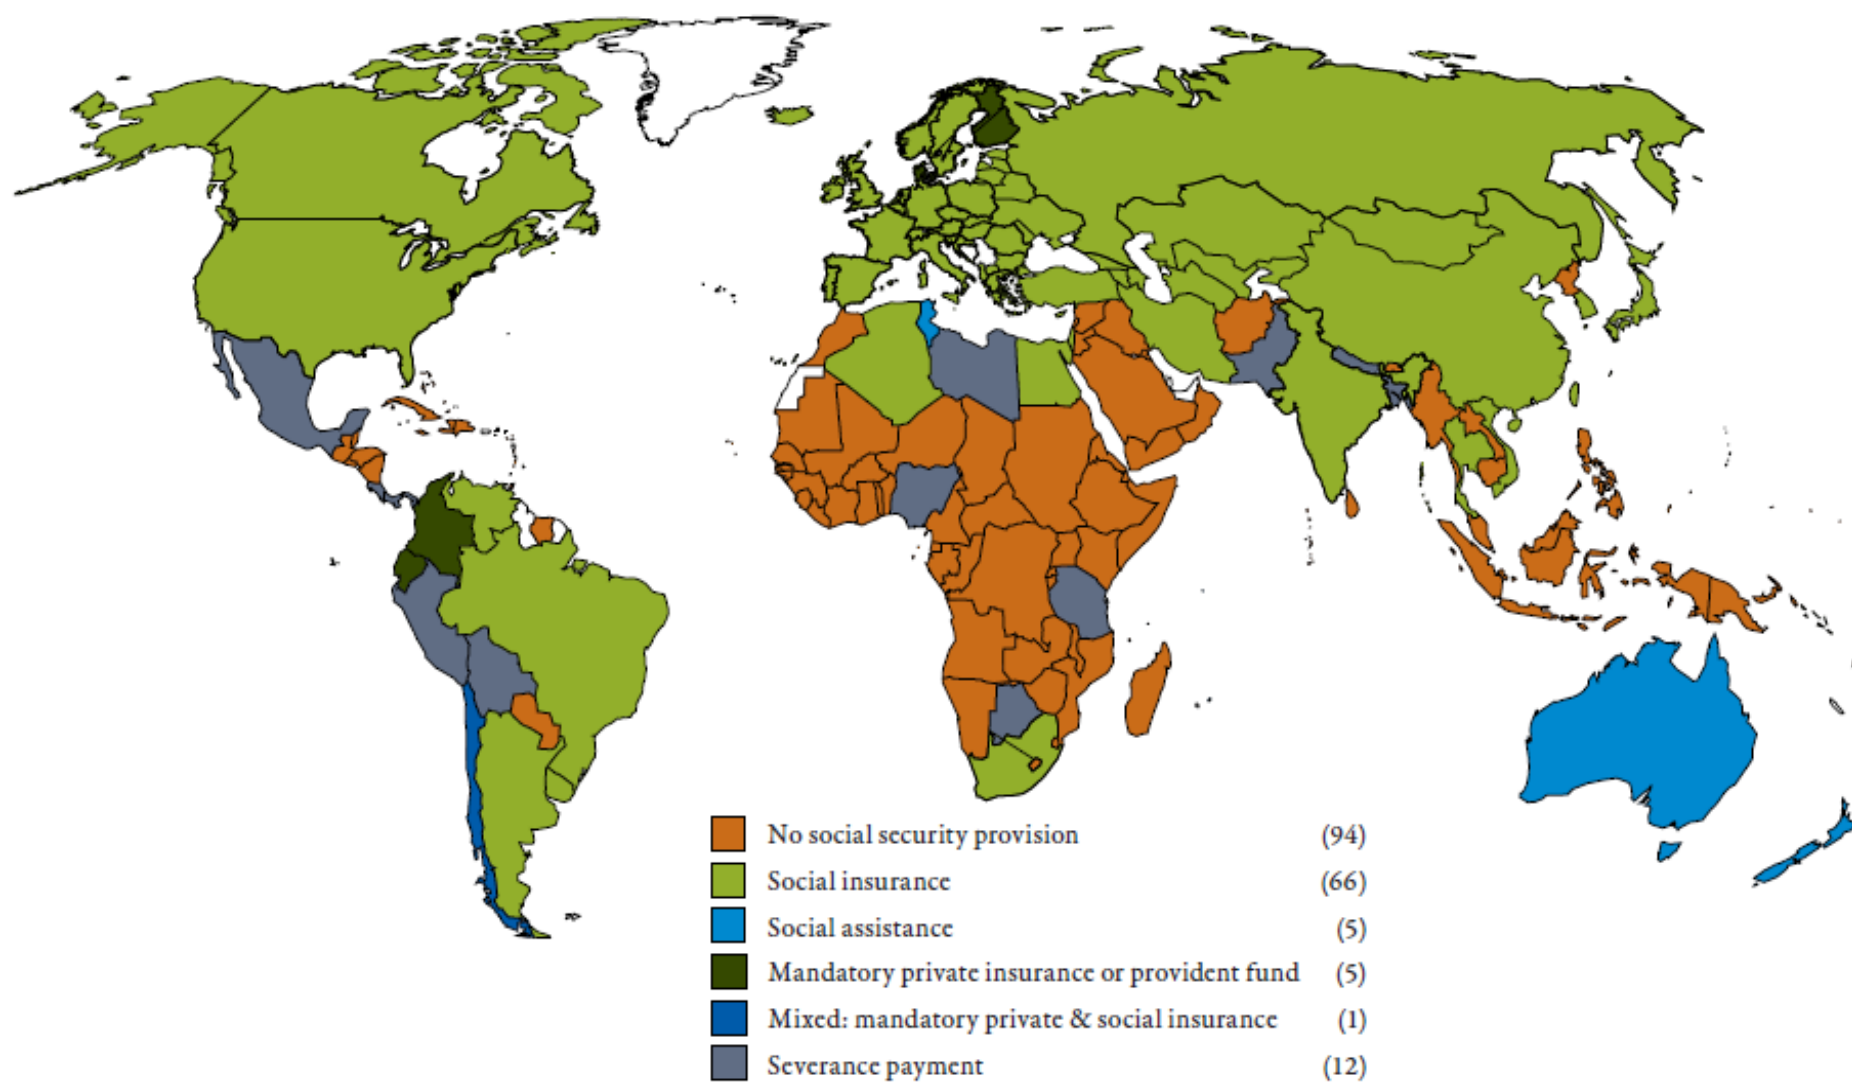 No social security provision (94)
Social insurance (66)
Social assistance (5)
Mandatory private insurance or provident fund (5)
Mixed: mandatory private & social insurance (1)
Severance payment (12)